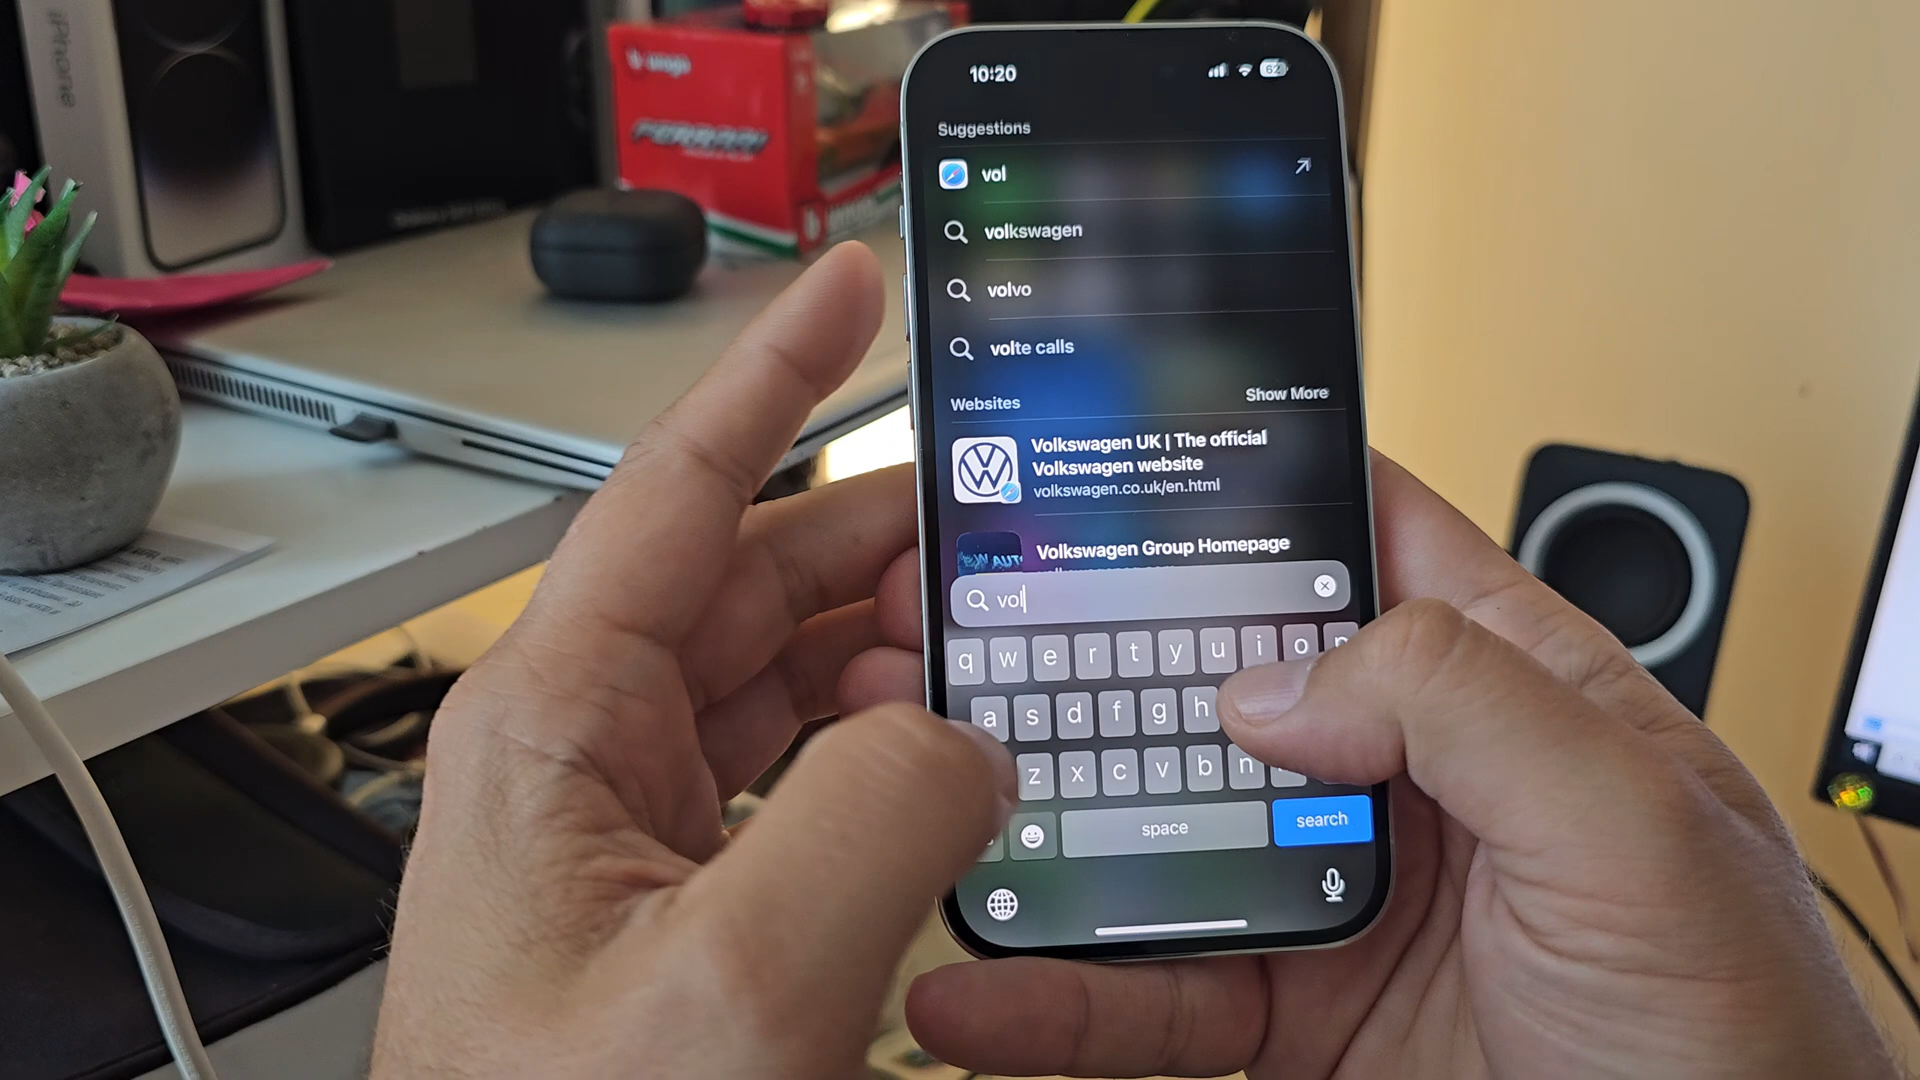 iPhone
burago
FERRARI
10:20
62
Suggestions
vol
volkswagen
volvo
volte calls
Websites
Show More
Volkswagen UK | The official
Volkswagen website
volkswagen.co.uk/en.html
Volkswagen Group Homepage
vol
q w e r t y u i o p
a s d f g h
z x c v b n
space
search